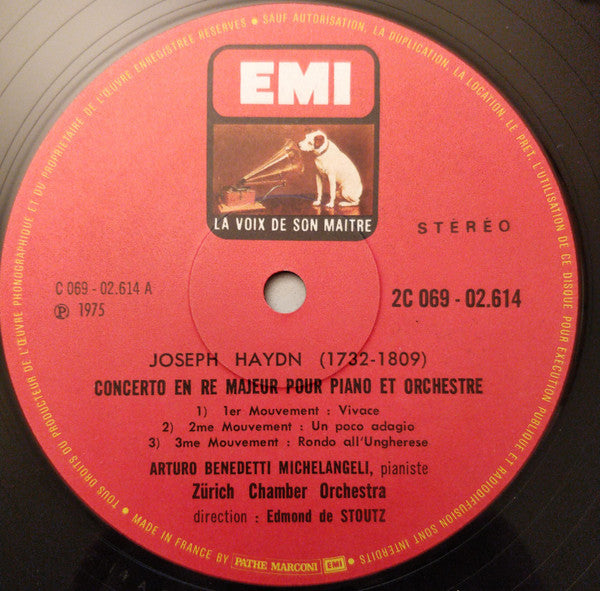 EMI
LA VOIX DE SON MAITRE
STÉRÉO
C 069 - 02.614 A
Ⓟ 1975
2C 069 - 02.614
JOSEPH HAYDN (1732-1809)
CONCERTO EN RE MAJEUR POUR PIANO ET ORCHESTRE
1) 1er Mouvement : Vivace
2) 2me Mouvement : Un poco adagio
3) 3me Mouvement : Rondo all'Ungherese
ARTURO BENEDETTI MICHELANGELI, pianiste
Zürich Chamber Orchestra
direction : Edmond de STOUTZ
TOUS DROITS DU PRODUCTEUR DE L'ŒUVRE PHONOGRAPHIQUE ET DU PROPRIETAIRE DE L'ŒUVRE ENREGISTREE RESERVES • SAUF AUTORISATION, LA DUPLICATION, LA LOCATION, LE PRET, L'UTILISATION DE CE DISQUE POUR EXECUTION PUBLIQUE ET RADIODIFFUSION SONT INTERDITS
• MADE IN FRANCE BY PATHE MARCONI EMI •